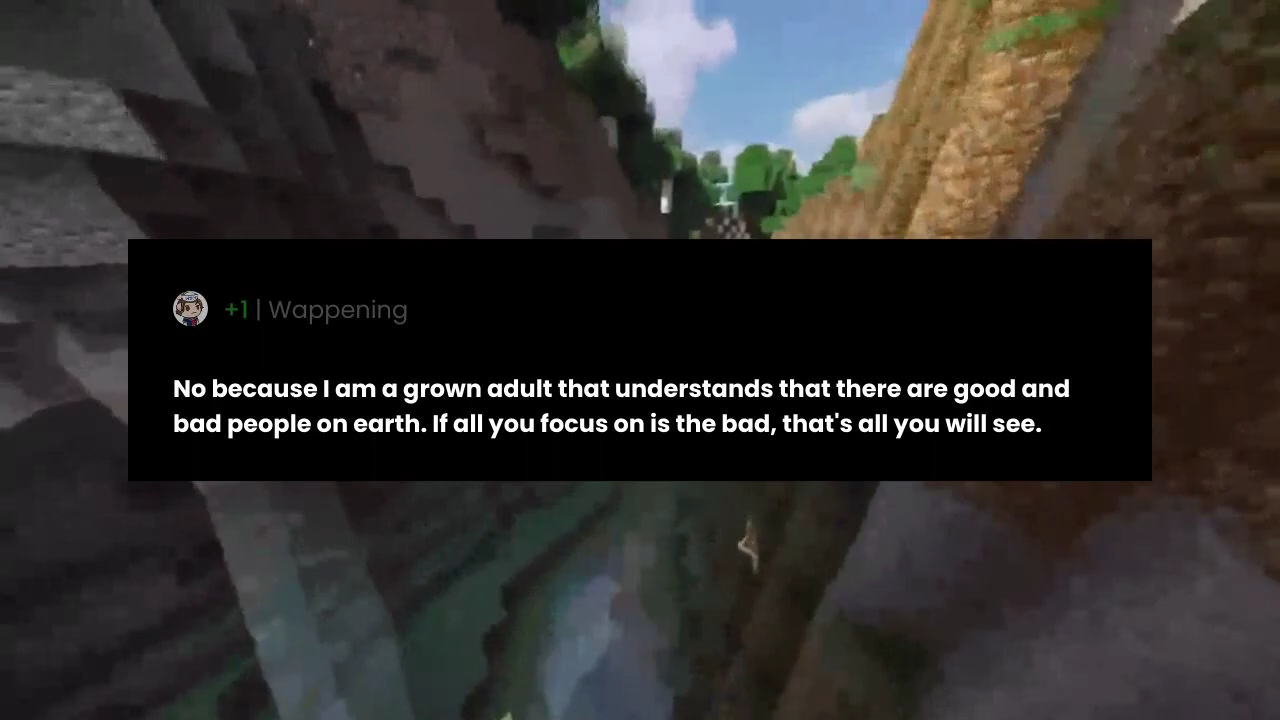 +1 | Wappening
No because I am a grown adult that understands that there are good and
bad people on earth. If all you focus on is the bad, that's all you will see.